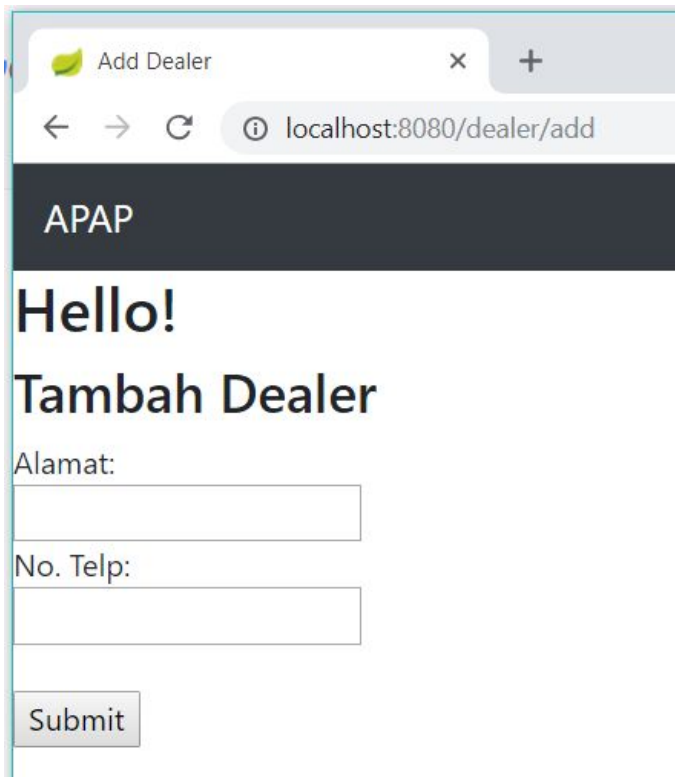 Add Dealer
localhost:8080/dealer/add
APAP
Hello!
Tambah Dealer
Alamat:
No. Telp:
Submit